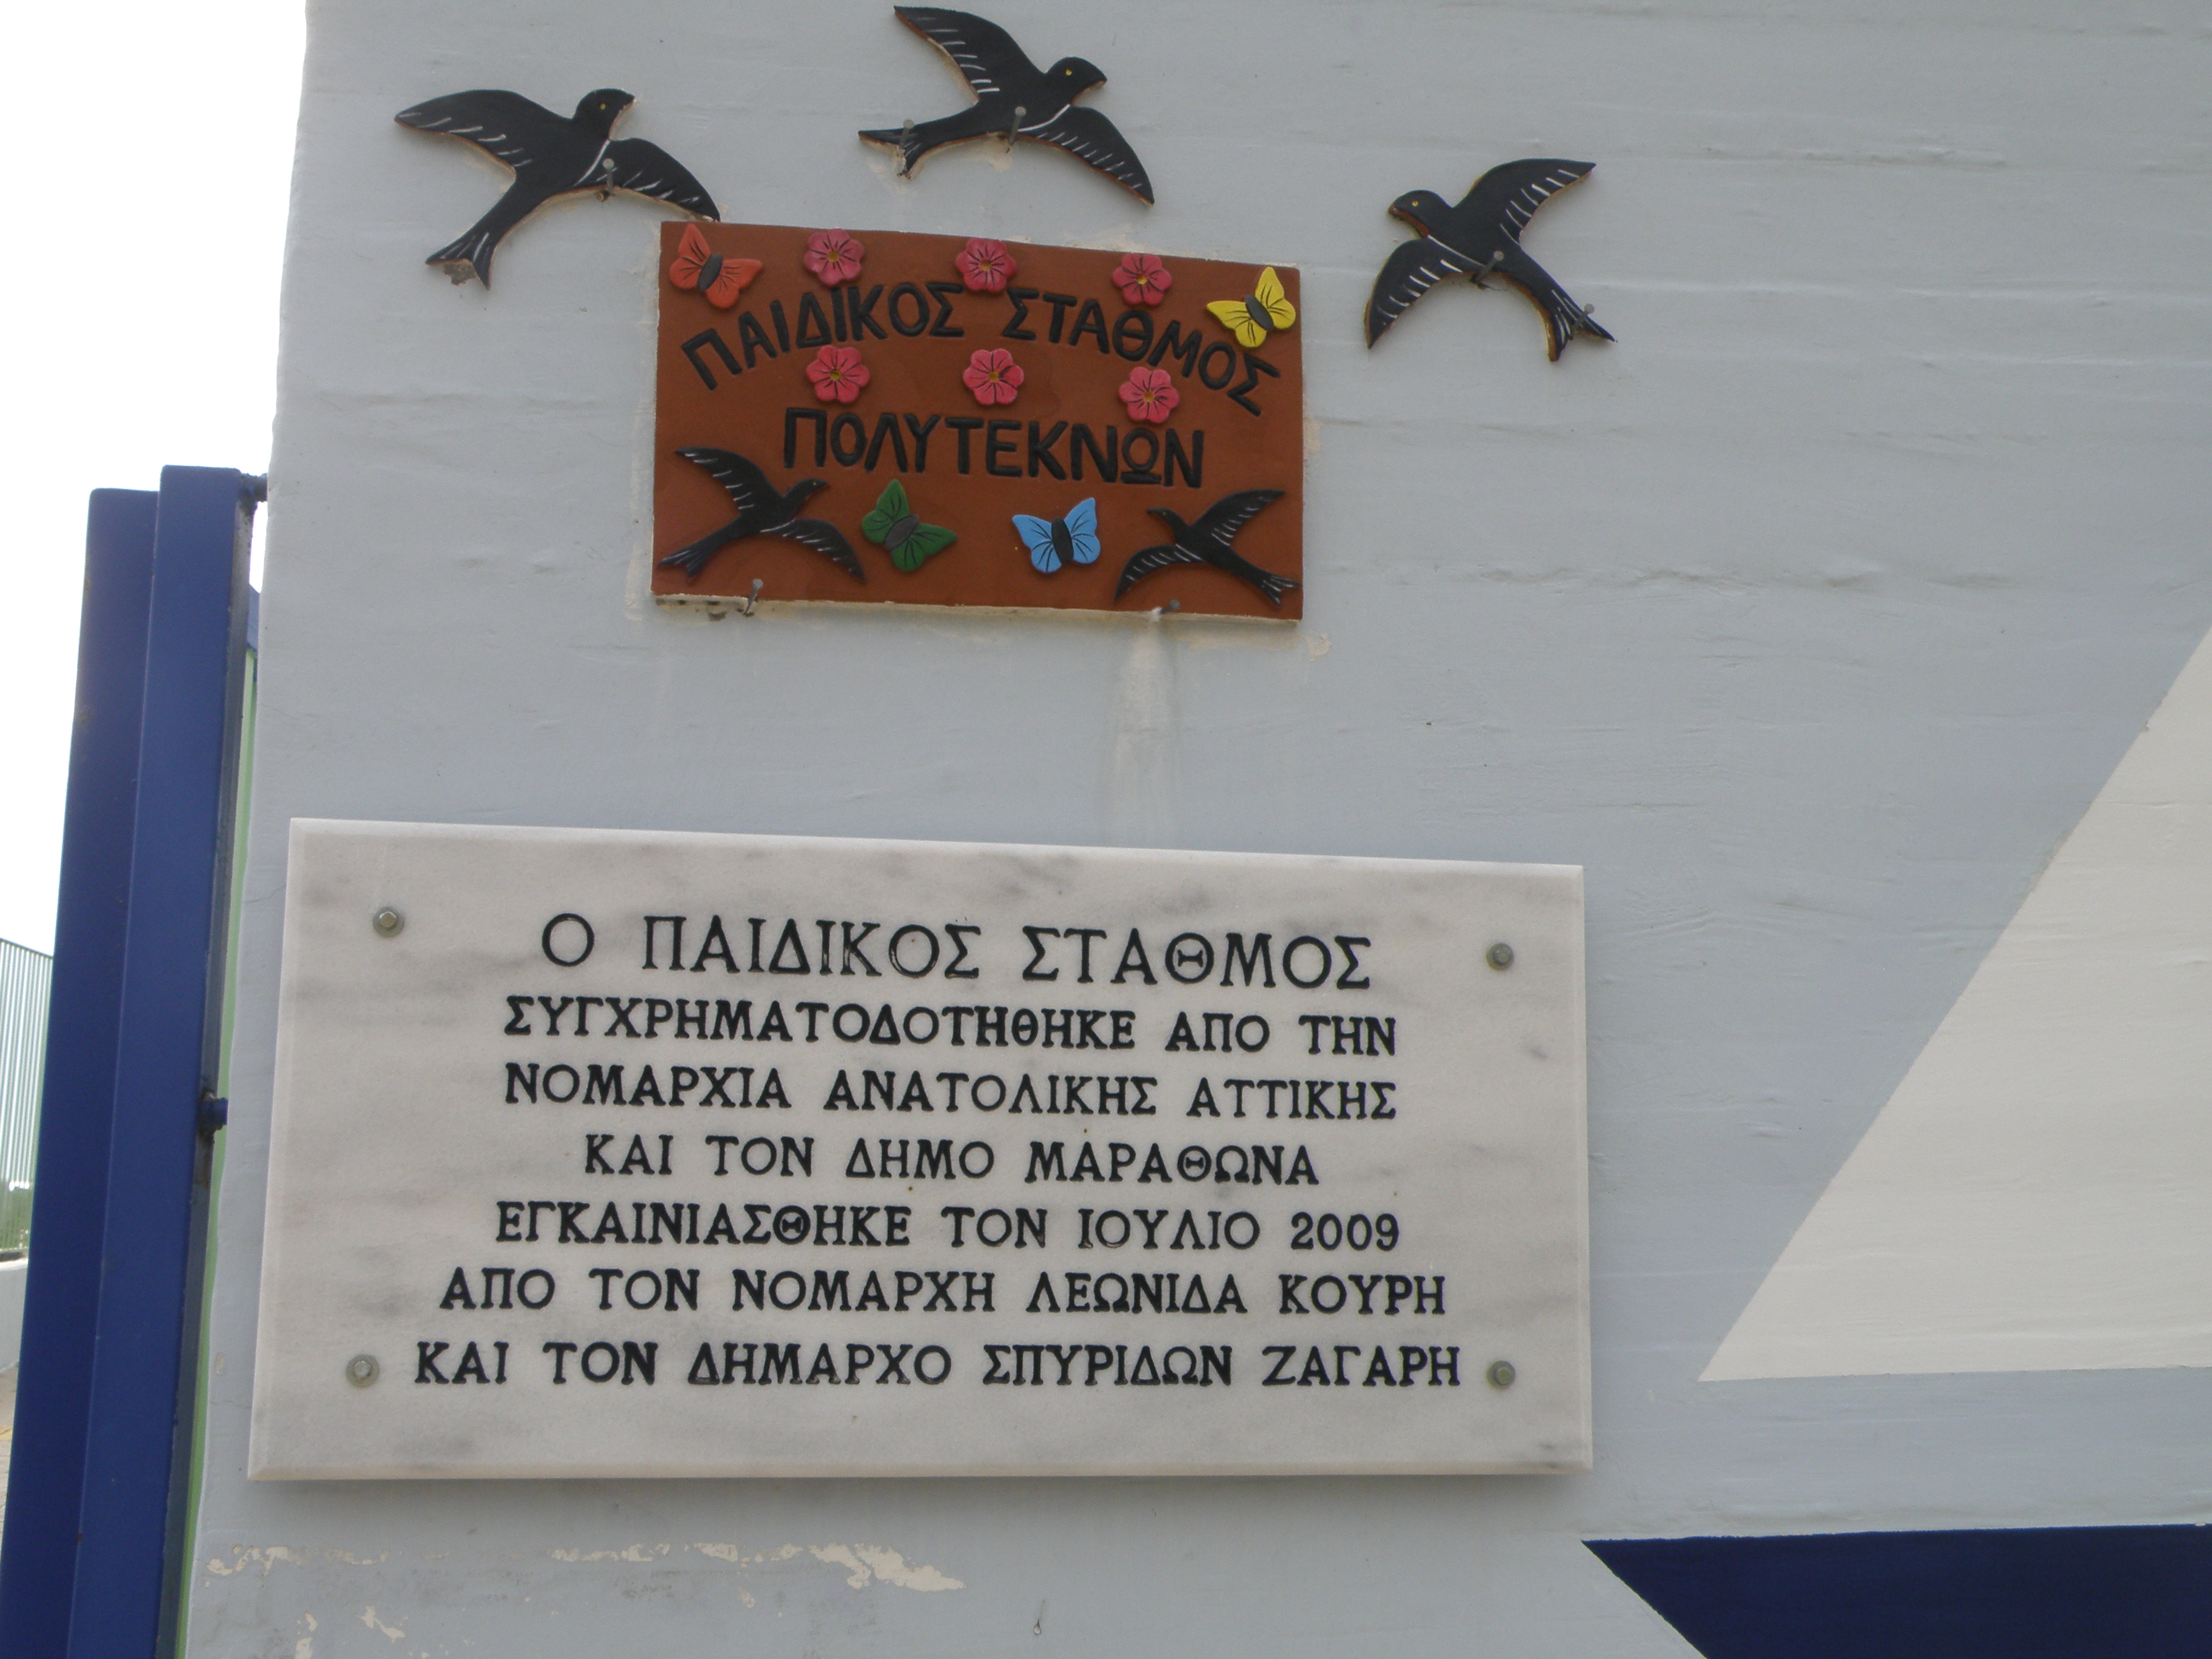 ΠΑΙΔΙΚΟΣ ΣΤΑΘΜΟΣ
ΠΟΛΥΤΕΚΝΩΝ
Ο ΠΑΙΔΙΚΟΣ ΣΤΑΘΜΟΣ
ΣΥΓΧΡΗΜΑΤΟΔΟΤΗΘΗΚΕ ΑΠΟ ΤΗΝ
ΝΟΜΑΡΧΙΑ ΑΝΑΤΟΛΙΚΗΣ ΑΤΤΙΚΗΣ
ΚΑΙ ΤΟΝ ΔΗΜΟ ΜΑΡΑΘΩΝΑ
ΕΓΚΑΙΝΙΑΣΘΗΚΕ ΤΟΝ ΙΟΥΛΙΟ 2009
ΑΠΟ ΤΟΝ ΝΟΜΑΡΧΗ ΛΕΩΝΙΔΑ ΚΟΥΡΗ
ΚΑΙ ΤΟΝ ΔΗΜΑΡΧΟ ΣΠΥΡΙΔΩΝ ΖΑΓΑΡΗ